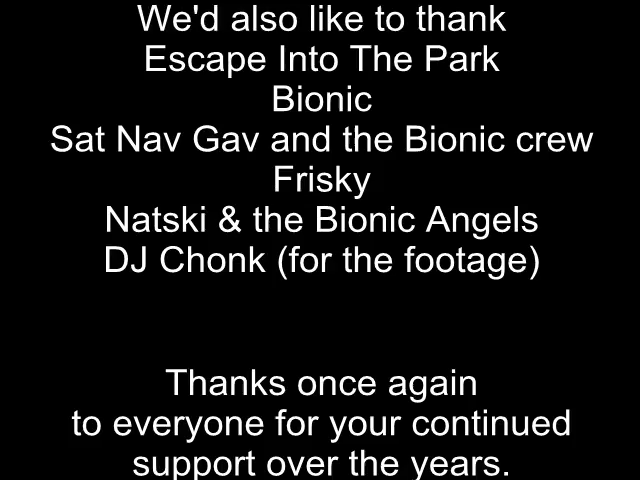 We'd also like to thank
Escape Into The Park
Bionic
Sat Nav Gav and the Bionic crew
Frisky
Natski & the Bionic Angels
DJ Chonk (for the footage)
Thanks once again
to everyone for your continued
support over the years.